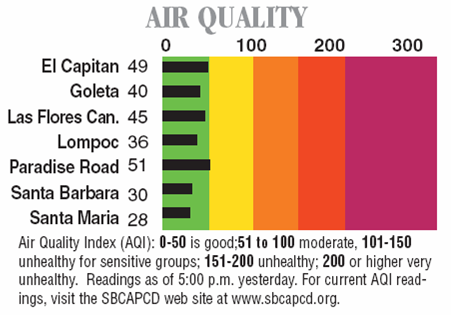 AIR QUALITY
0 100 200 300
El Capitan 49
Goleta 40
Las Flores Can. 45
Lompoc 36
Paradise Road 51
Santa Barbara 30
Santa Maria 28
Air Quality Index (AQI): 0-50 is good;51 to 100 moderate, 101-150
unhealthy for sensitive groups; 151-200 unhealthy; 200 or higher very
unhealthy. Readings as of 5:00 p.m. yesterday. For current AQI read-
ings, visit the SBCAPCD web site at www.sbcapcd.org.